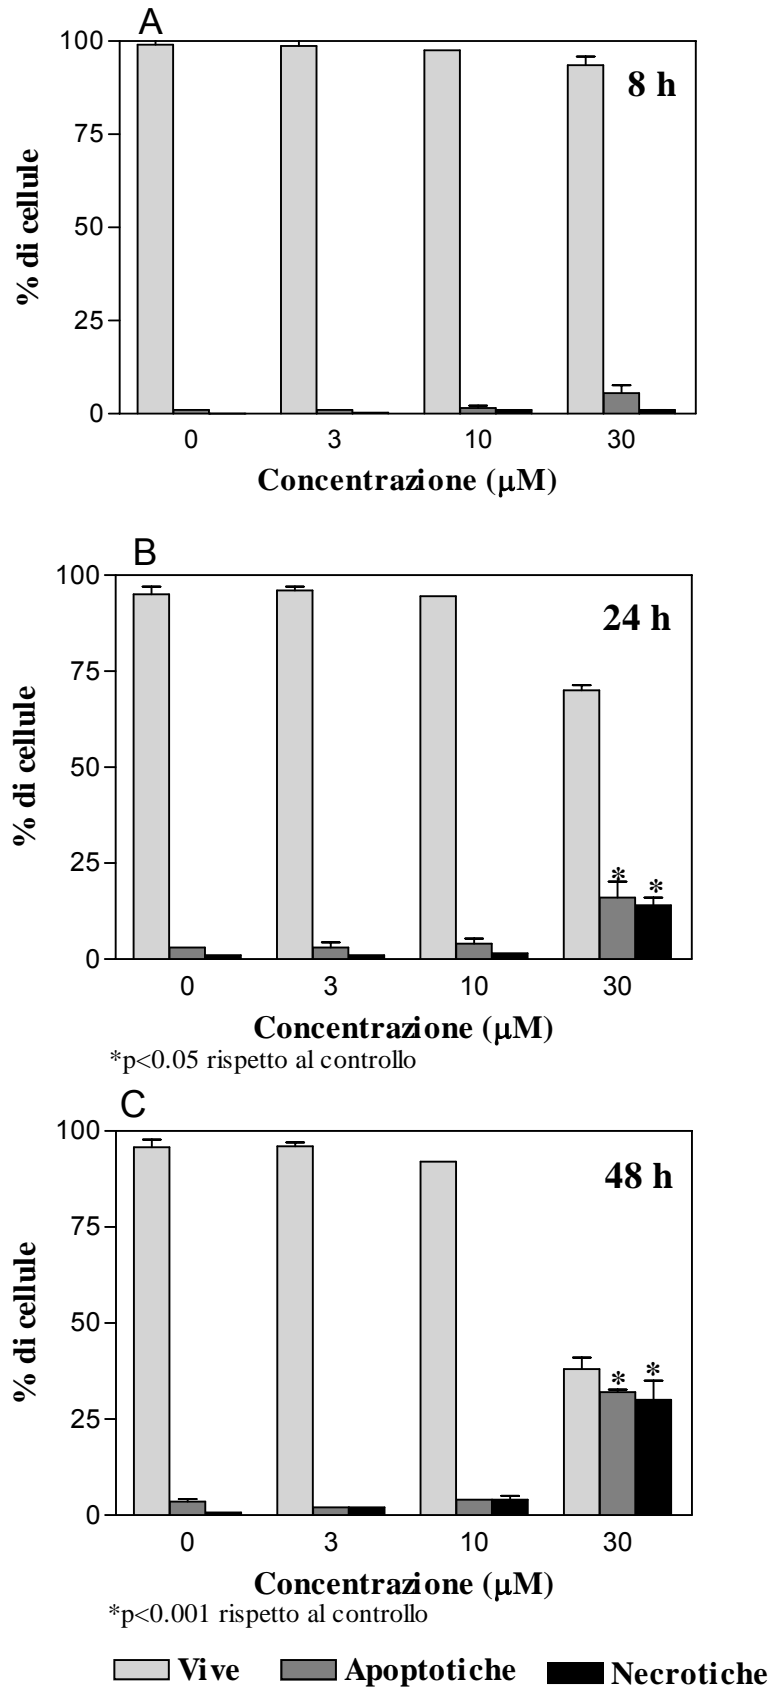 A
100
75
50
25
0
% di cellule
8 h
0 3 10 30
Concentrazione (μM)
B
100
75
50
25
0
% di cellule
24 h
* *
0 3 10 30
Concentrazione (μM)
*p<0.05 rispetto al controllo
C
100
75
50
25
0
% di cellule
48 h
* *
0 3 10 30
Concentrazione (μM)
*p<0.001 rispetto al controllo
Vive Apoptotiche Necrotiche